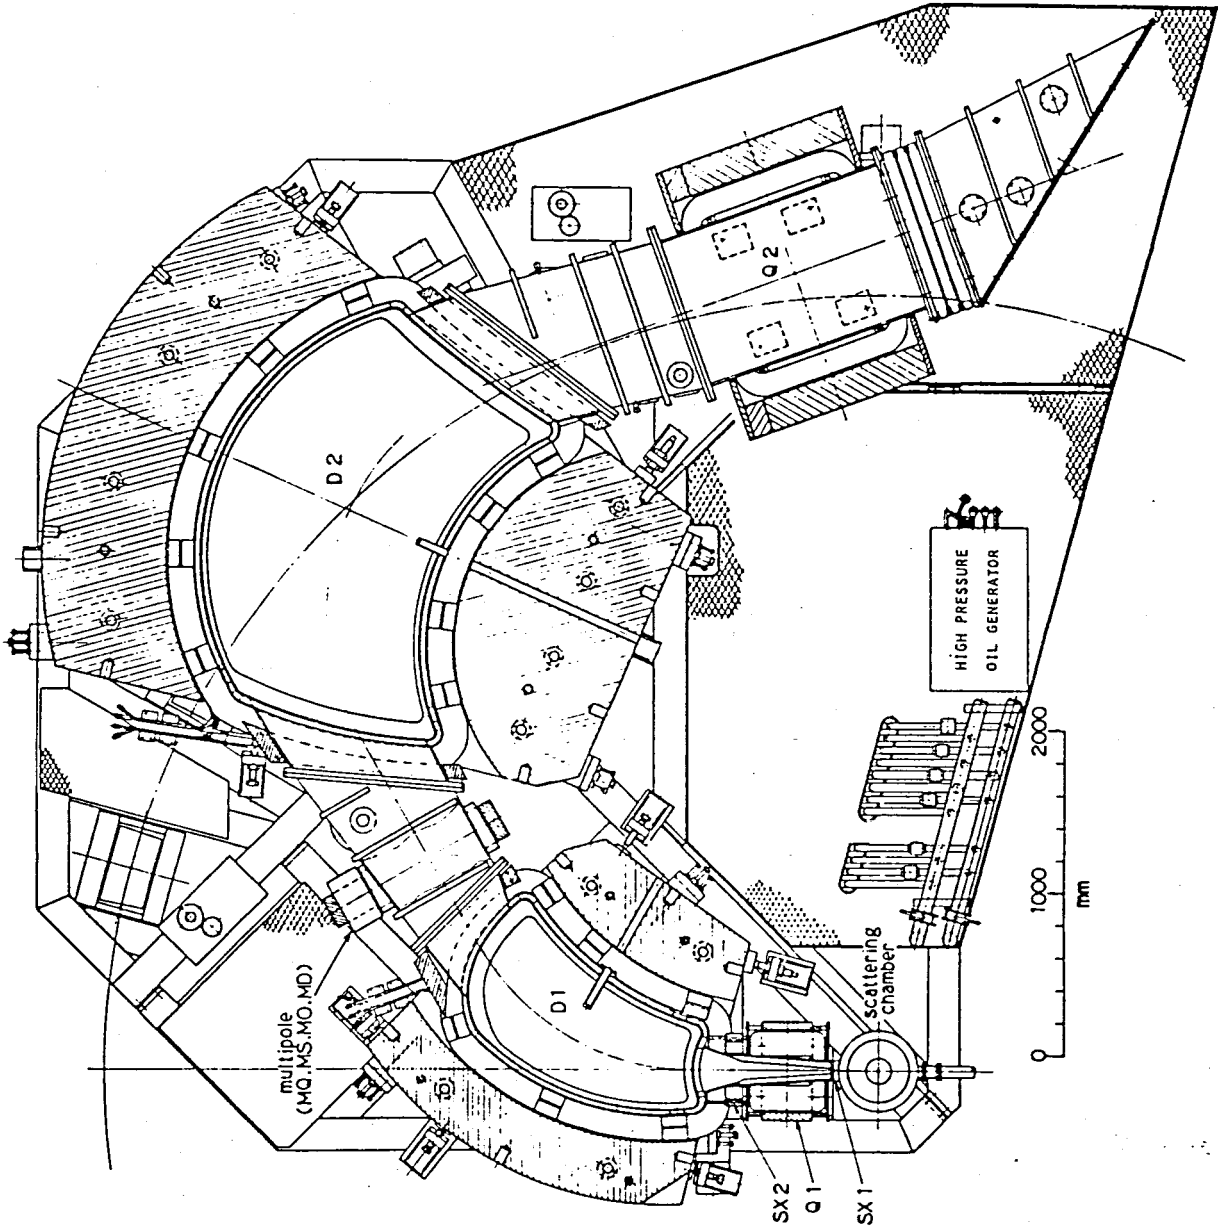 Q2
D2
HIGH PRESSURE
OIL GENERATOR
multipole
(MQ.MS.MO.MD)
D1
scattering
chamber
0
1000
2000
mm
SX2
Q1
SX1